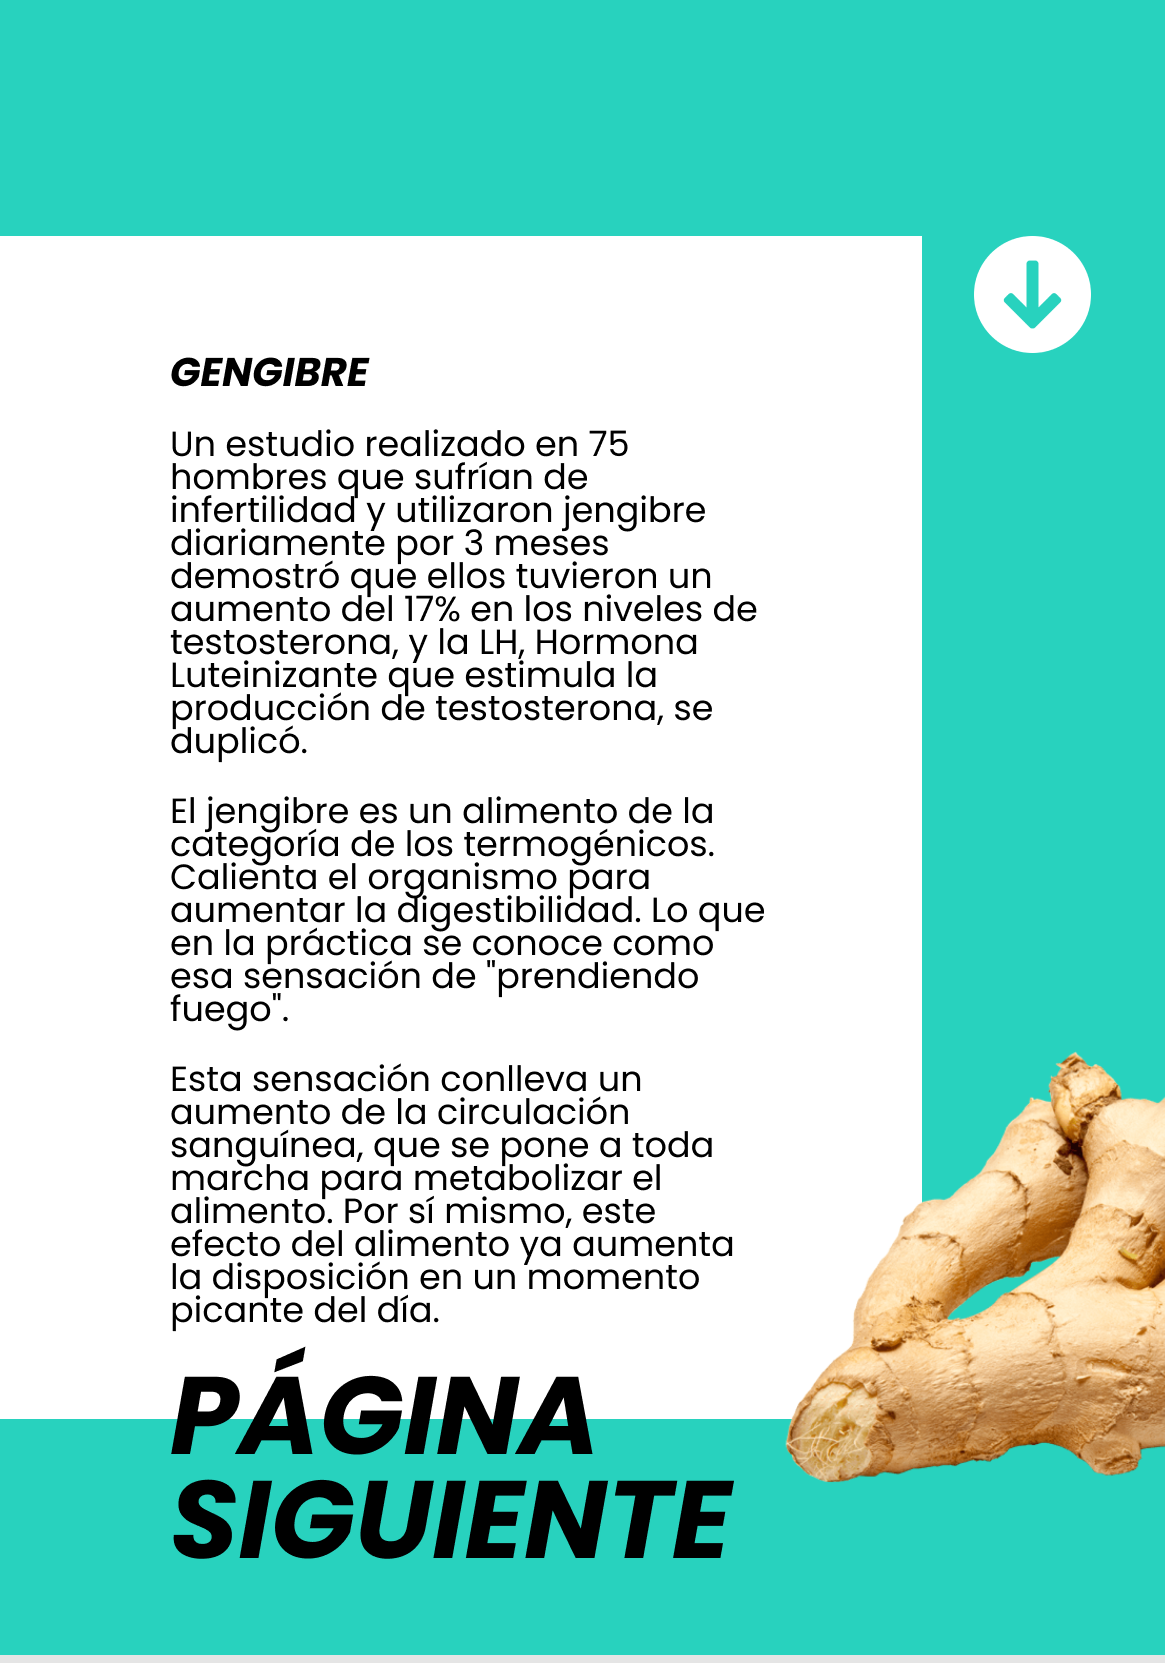 GENGIBRE
Un estudio realizado en 75
hombres que sufrían de
infertilidad y utilizaron jengibre
diariamente por 3 meses
demostró que ellos tuvieron un
aumento del 17% en los niveles de
testosterona, y la LH, Hormona
Luteinizante que estimula la
producción de testosterona, se
duplicó.
El jengibre es un alimento de la
categoría de los termogénicos.
Calienta el organismo para
aumentar la digestibilidad. Lo que
en la práctica se conoce como
esa sensación de "prendiendo
fuego".
Esta sensación conlleva un
aumento de la circulación
sanguínea, que se pone a toda
marcha para metabolizar el
alimento. Por sí mismo, este
efecto del alimento ya aumenta
la disposición en un momento
picante del día.
PÁGINA
SIGUIENTE